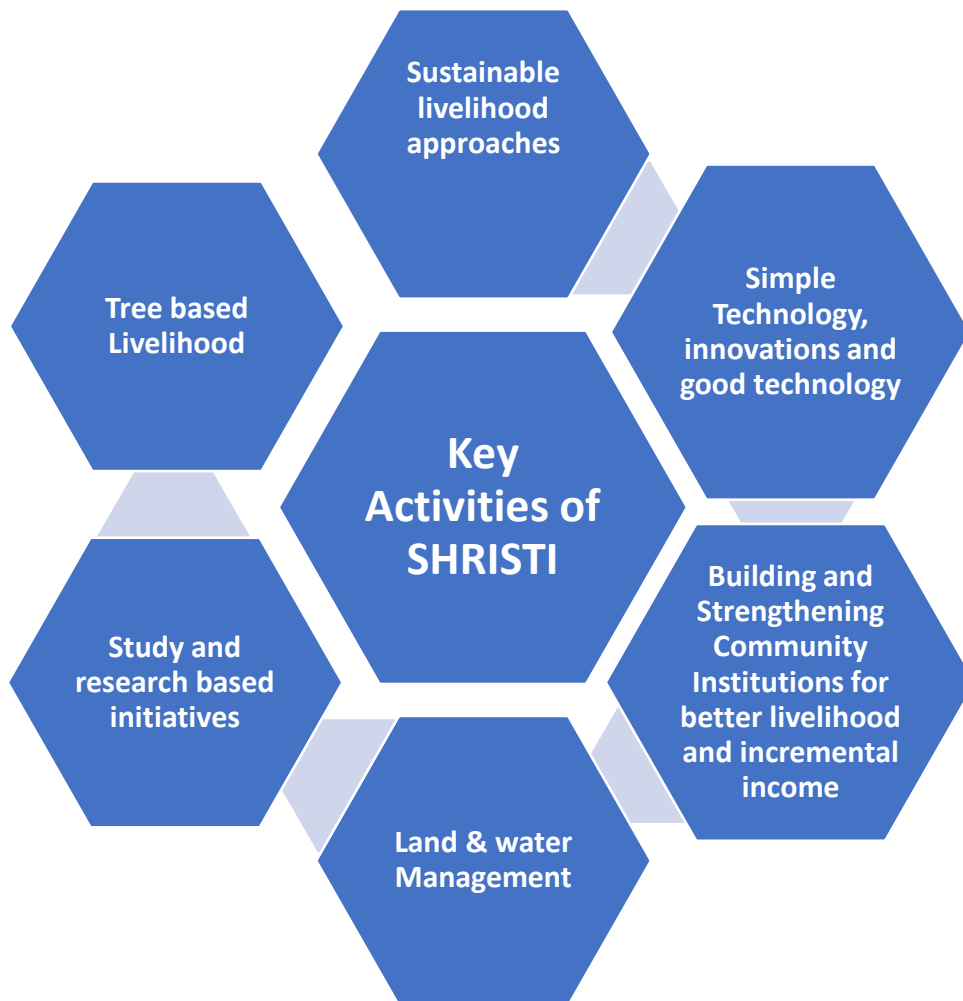 Sustainable
livelihood
approaches
Simple
Technology,
innovations and
good technology
Building and
Strengthening
Community
Institutions for
better livelihood
and incremental
income
Land & water
Management
Study and
research based
initiatives
Tree based
Livelihood
Key
Activities of
SHRISTI